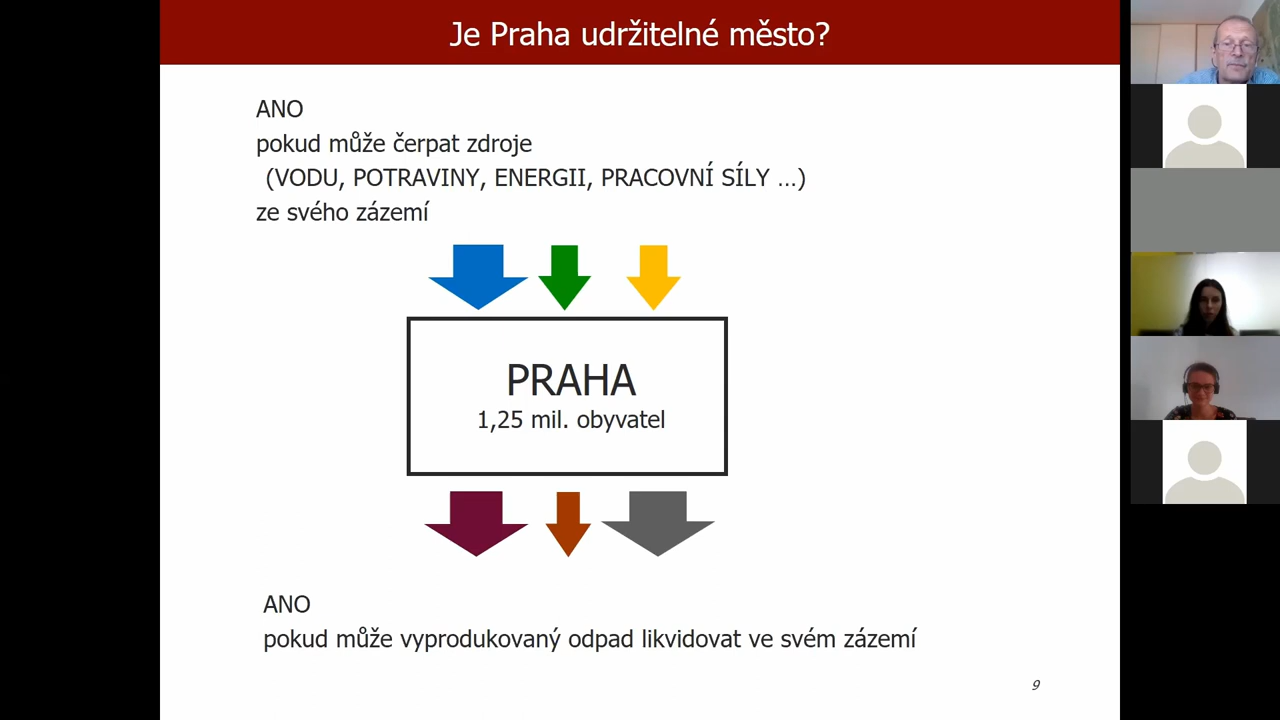 Je Praha udržitelné město?
ANO
pokud může čerpat zdroje
(VODU, POTRAVINY, ENERGII, PRACOVNÍ SÍLY …)
ze svého zázemí
PRAHA
1,25 mil. obyvatel
ANO
pokud může vyprodukovaný odpad likvidovat ve svém zázemí
9